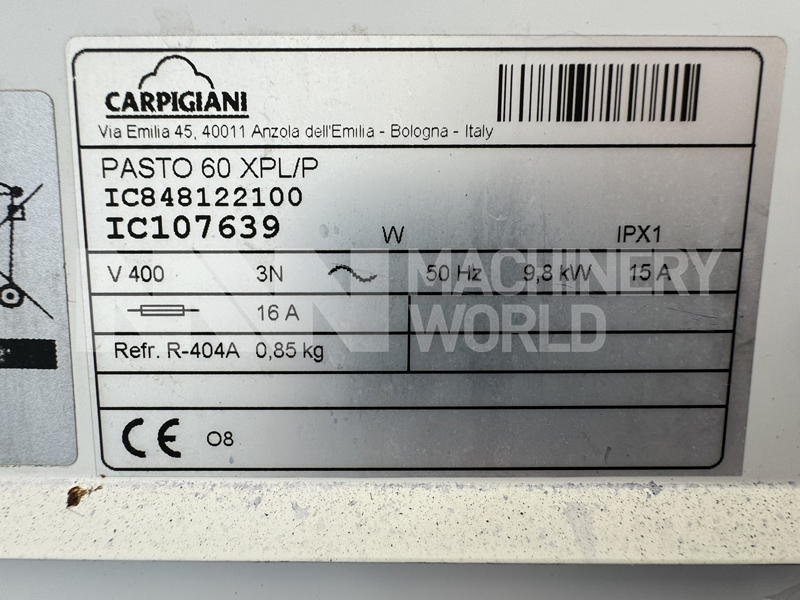 CARPIGIANI
Via Emilia 45, 40011 Anzola dell'Emilia - Bologna - Italy
PASTO 60 XPL/P
IC848122100
IC107639 W IPX1
V 400 3N 50 Hz 9,8 kW 15 A
16 A
Refr. R-404A 0,85 kg
CE 08
MACHINERY
WORLD